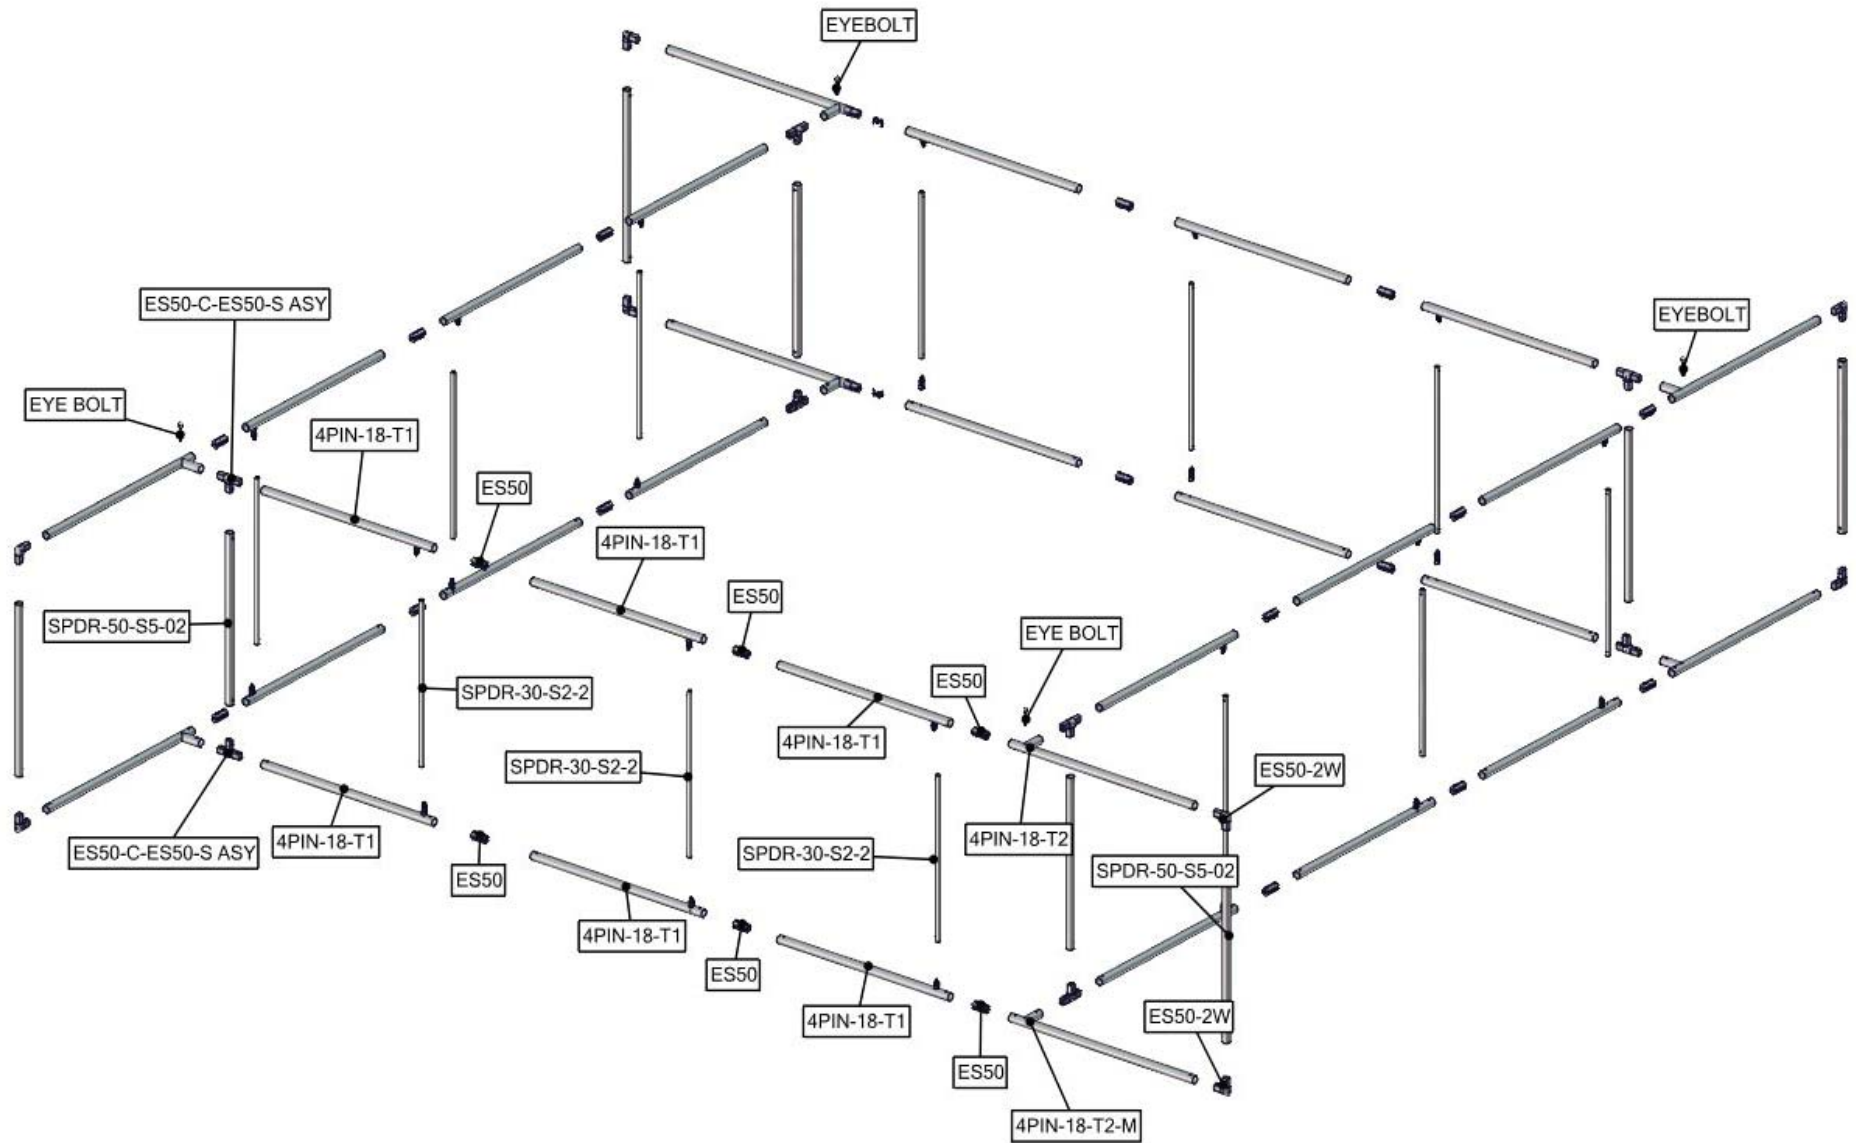 EYEBOLT
ES50-C-ES50-S ASY
EYEBOLT
EYE BOLT
4PIN-18-T1
ES50
4PIN-18-T1
ES50
SPDR-50-S5-02
EYE BOLT
ES50
SPDR-30-S2-2
4PIN-18-T1
SPDR-30-S2-2
ES50-2W
4PIN-18-T1
4PIN-18-T2
ES50-C-ES50-S ASY
SPDR-30-S2-2
SPDR-50-S5-02
ES50
4PIN-18-T1
ES50
4PIN-18-T1
ES50-2W
ES50
4PIN-18-T2-M